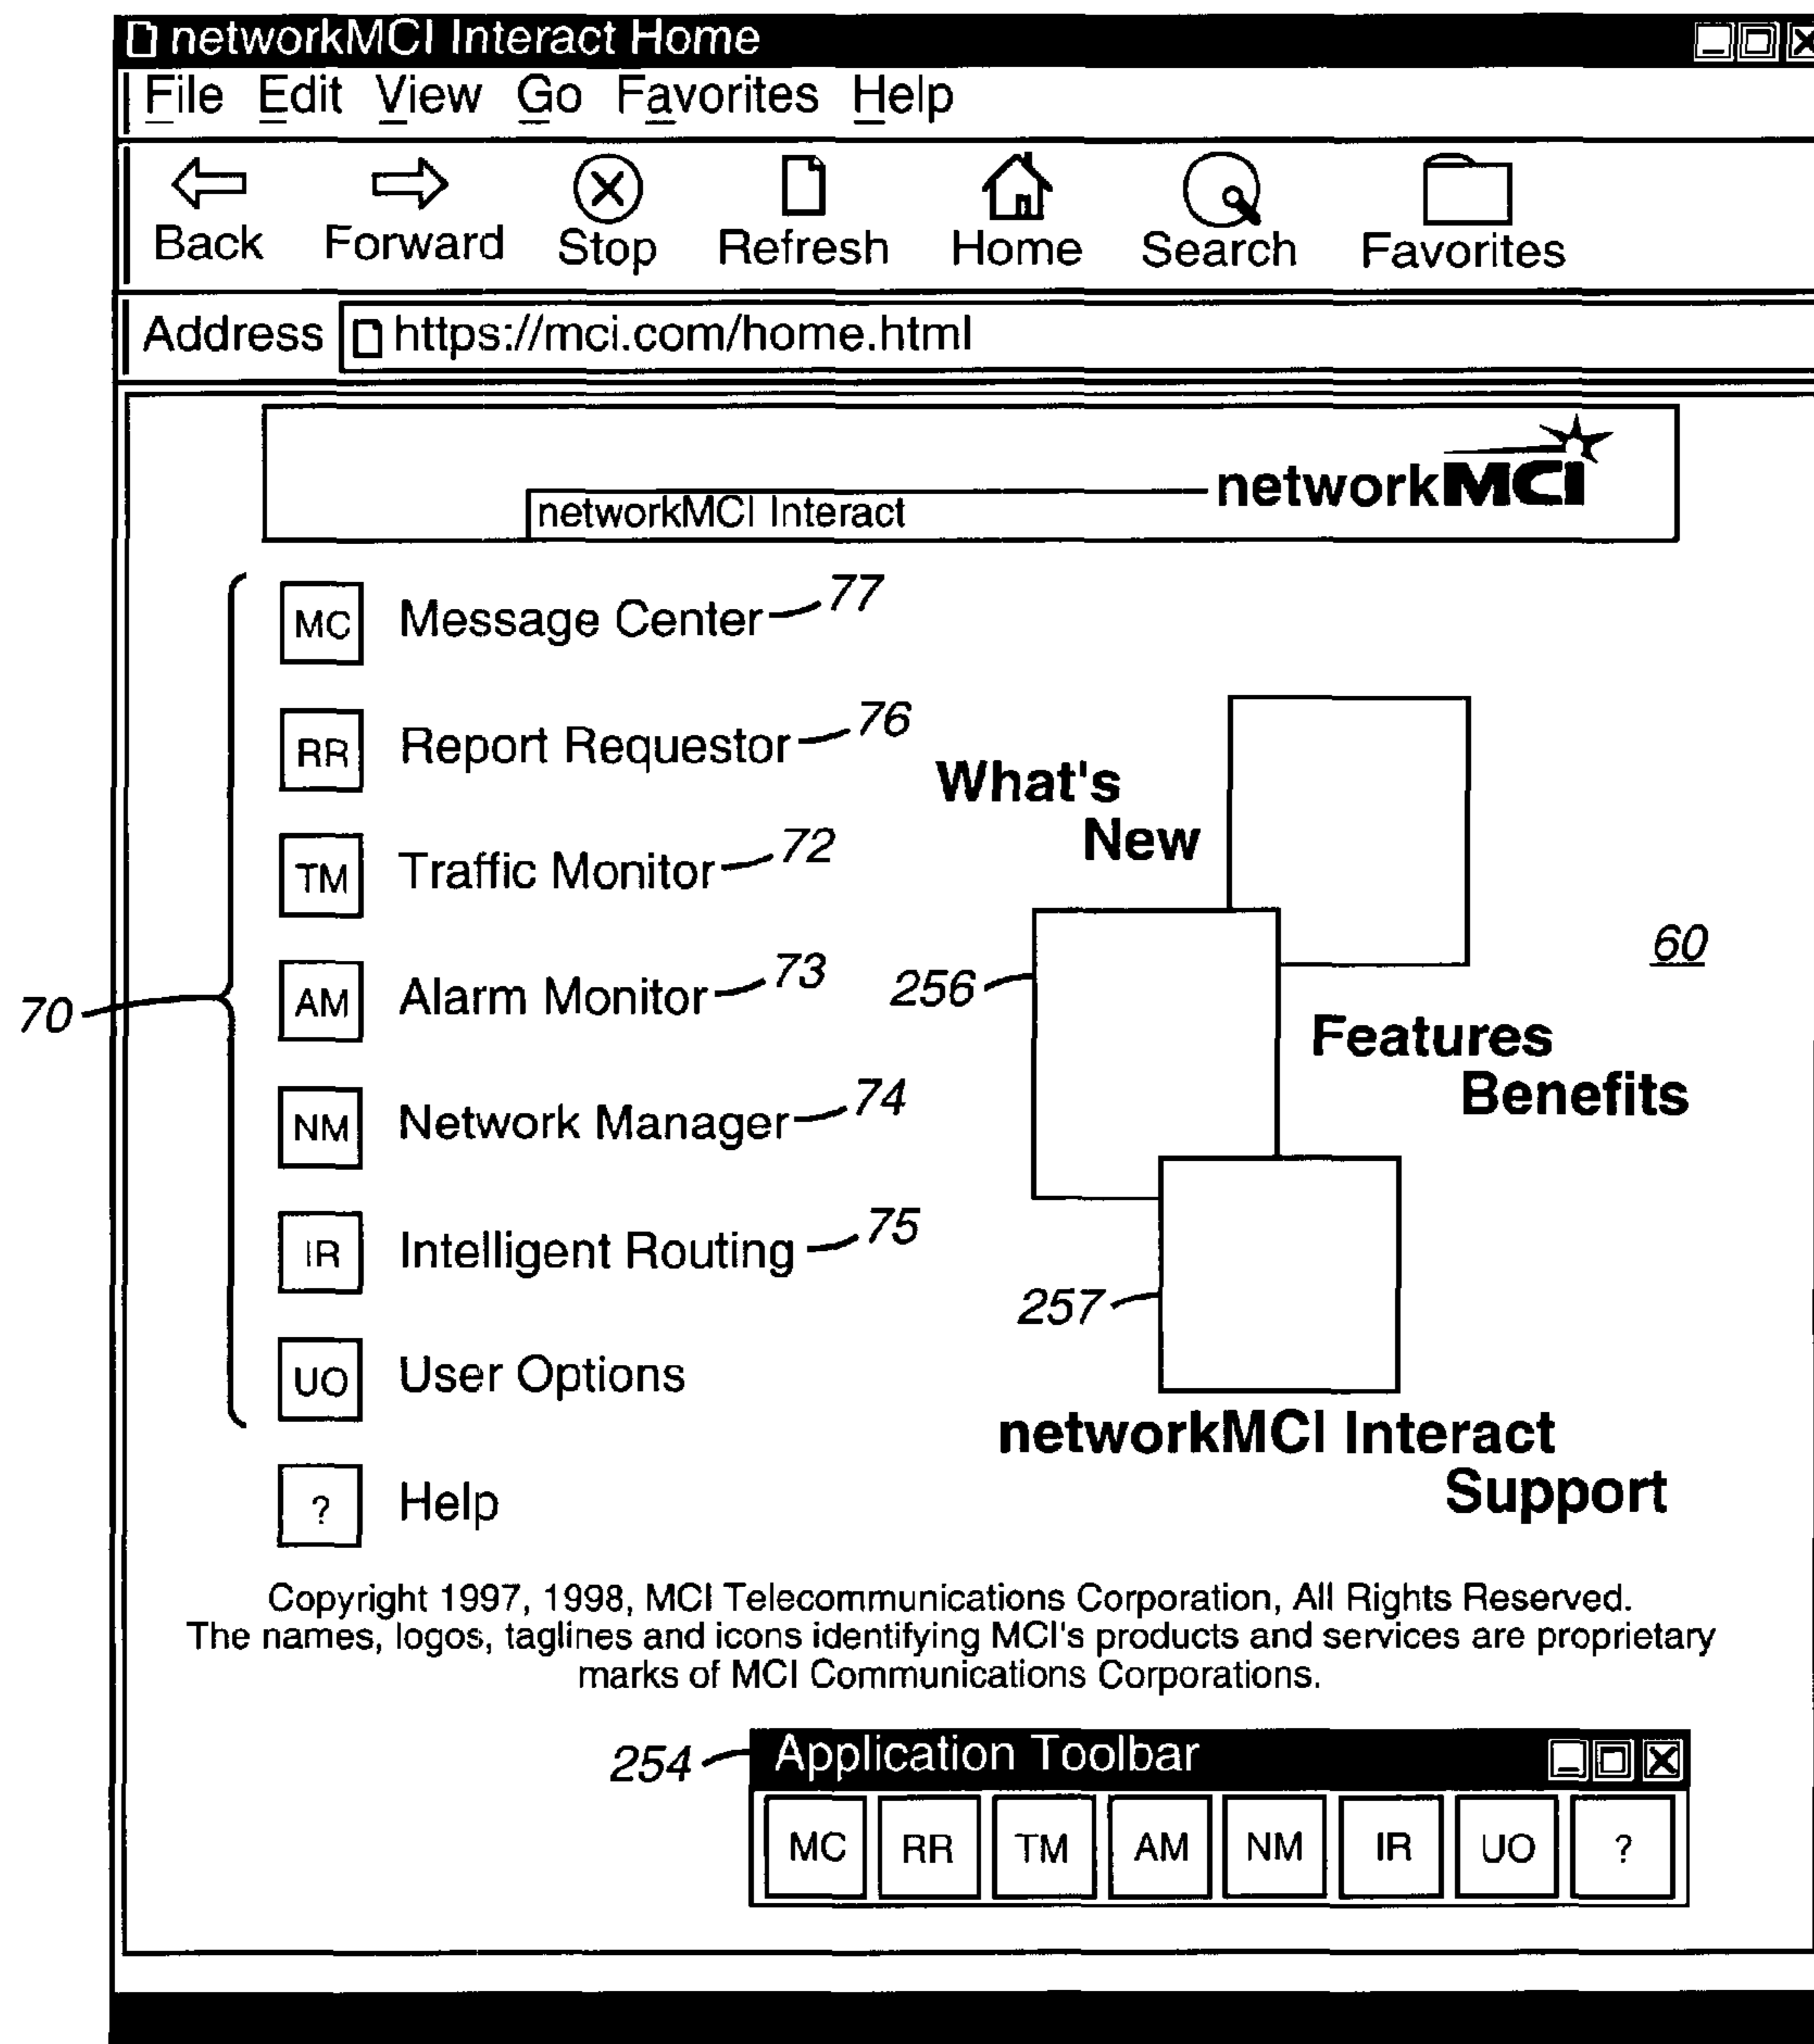 networkMCI Interact Home
File Edit View Go Favorites Help
Back Forward Stop Refresh Home Search Favorites
Address https://mci.com/home.html
networkMCI Interact
networkMCI
MC Message Center 77
RR Report Requestor 76
TM Traffic Monitor 72
AM Alarm Monitor 73
NM Network Manager 74
IR Intelligent Routing 75
UO User Options
? Help
70
What's
New
256
60
Features
Benefits
257
networkMCI Interact
Support
Copyright 1997, 1998, MCI Telecommunications Corporation, All Rights Reserved.
The names, logos, taglines and icons identifying MCI's products and services are proprietary
marks of MCI Communications Corporations.
254
Application Toolbar
MC RR TM AM NM IR UO ?